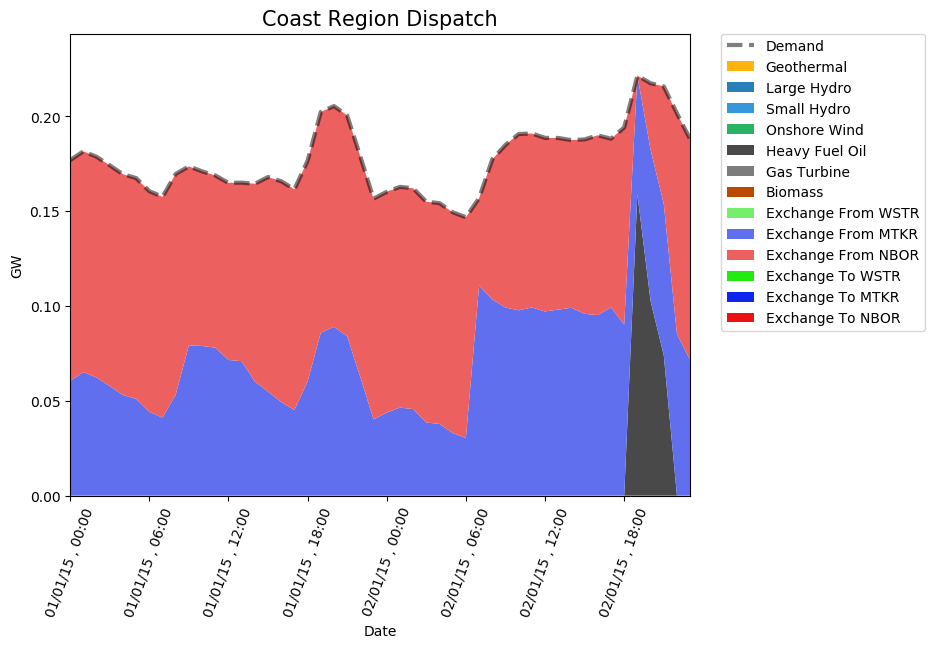 Coast Region Dispatch
GW
0.20
0.15
0.10
0.05
0.00
01/01/15 , 00:00
01/01/15 , 06:00
01/01/15 , 12:00
01/01/15 , 18:00
02/01/15 , 00:00
02/01/15 , 06:00
02/01/15 , 12:00
02/01/15 , 18:00
Date
Demand
Geothermal
Large Hydro
Small Hydro
Onshore Wind
Heavy Fuel Oil
Gas Turbine
Biomass
Exchange From WSTR
Exchange From MTKR
Exchange From NBOR
Exchange To WSTR
Exchange To MTKR
Exchange To NBOR